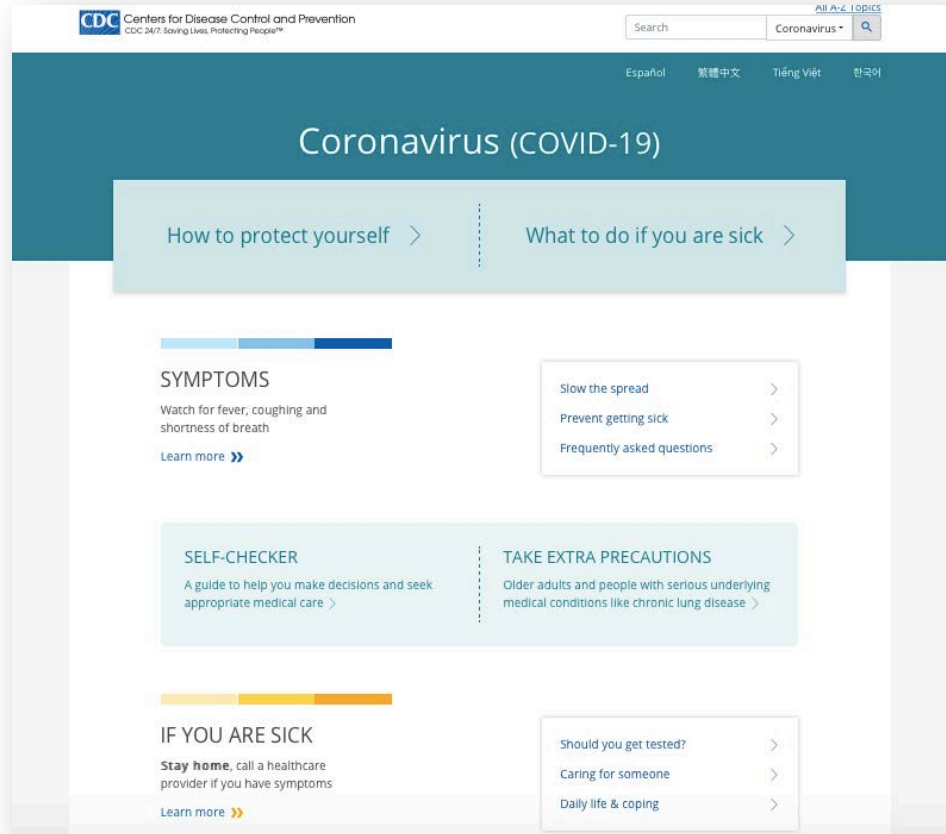 All A-Z Topics
CDC Centers for Disease Control and Prevention
CDC 24/7: Saving Lives, Protecting People™
Search
Coronavirus
Español 繁體中文 Tiếng Việt 한국어
Coronavirus (COVID-19)
How to protect yourself
What to do if you are sick
SYMPTOMS
Watch for fever, coughing and
shortness of breath
Learn more
Slow the spread
Prevent getting sick
Frequently asked questions
SELF-CHECKER
A guide to help you make decisions and seek
appropriate medical care
TAKE EXTRA PRECAUTIONS
Older adults and people with serious underlying
medical conditions like chronic lung disease
IF YOU ARE SICK
Stay home, call a healthcare
provider if you have symptoms
Learn more
Should you get tested?
Caring for someone
Daily life & coping